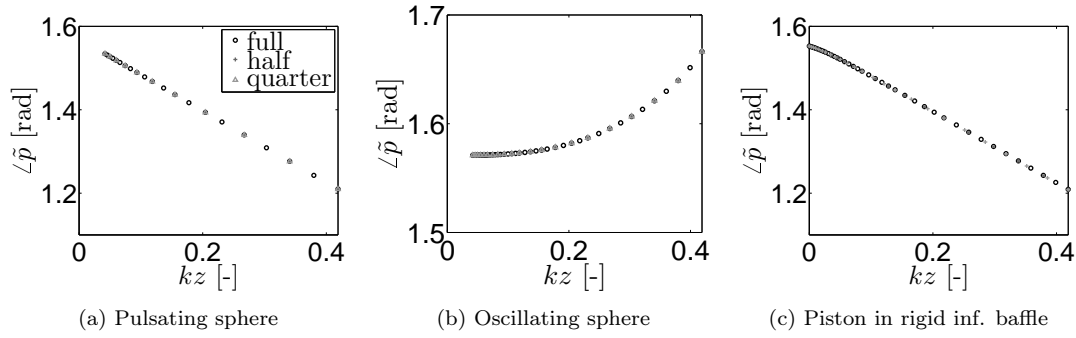 1.6
1.4
1.2
∠p̃ [rad]
0
0.2
0.4
kz [-]
full
half
quarter
(a) Pulsating sphere
1.7
1.6
1.5
∠p̃ [rad]
0
0.2
0.4
kz [-]
(b) Oscillating sphere
1.6
1.4
1.2
∠p̃ [rad]
0
0.2
0.4
kz [-]
(c) Piston in rigid inf. baffle